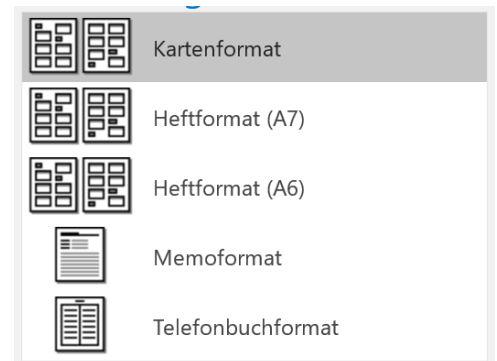 Kartenformat
Heftformat (A7)
Heftformat (A6)
Memoformat
Telefonbuchformat